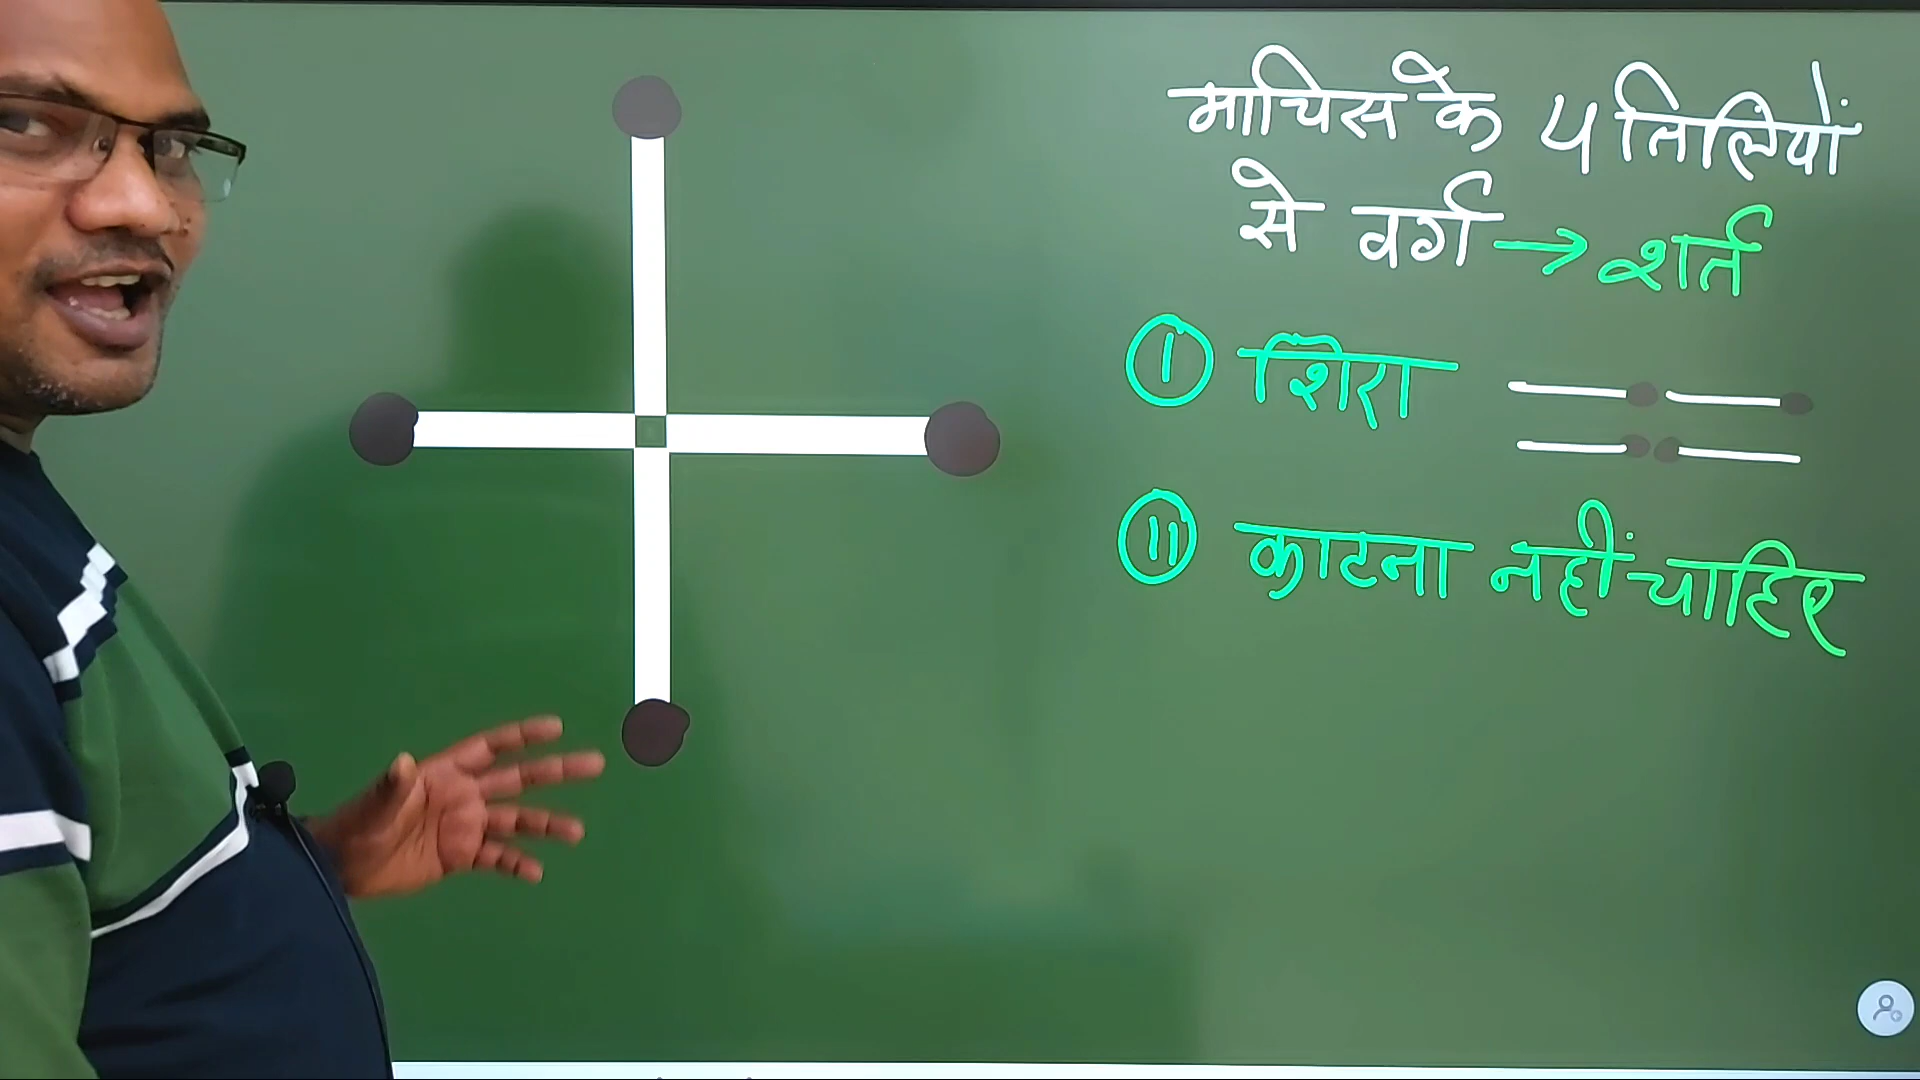 माचिस के 4 तिलियों
से वर्ग → शर्त
① शिरा
② काटना नहीं चाहिए